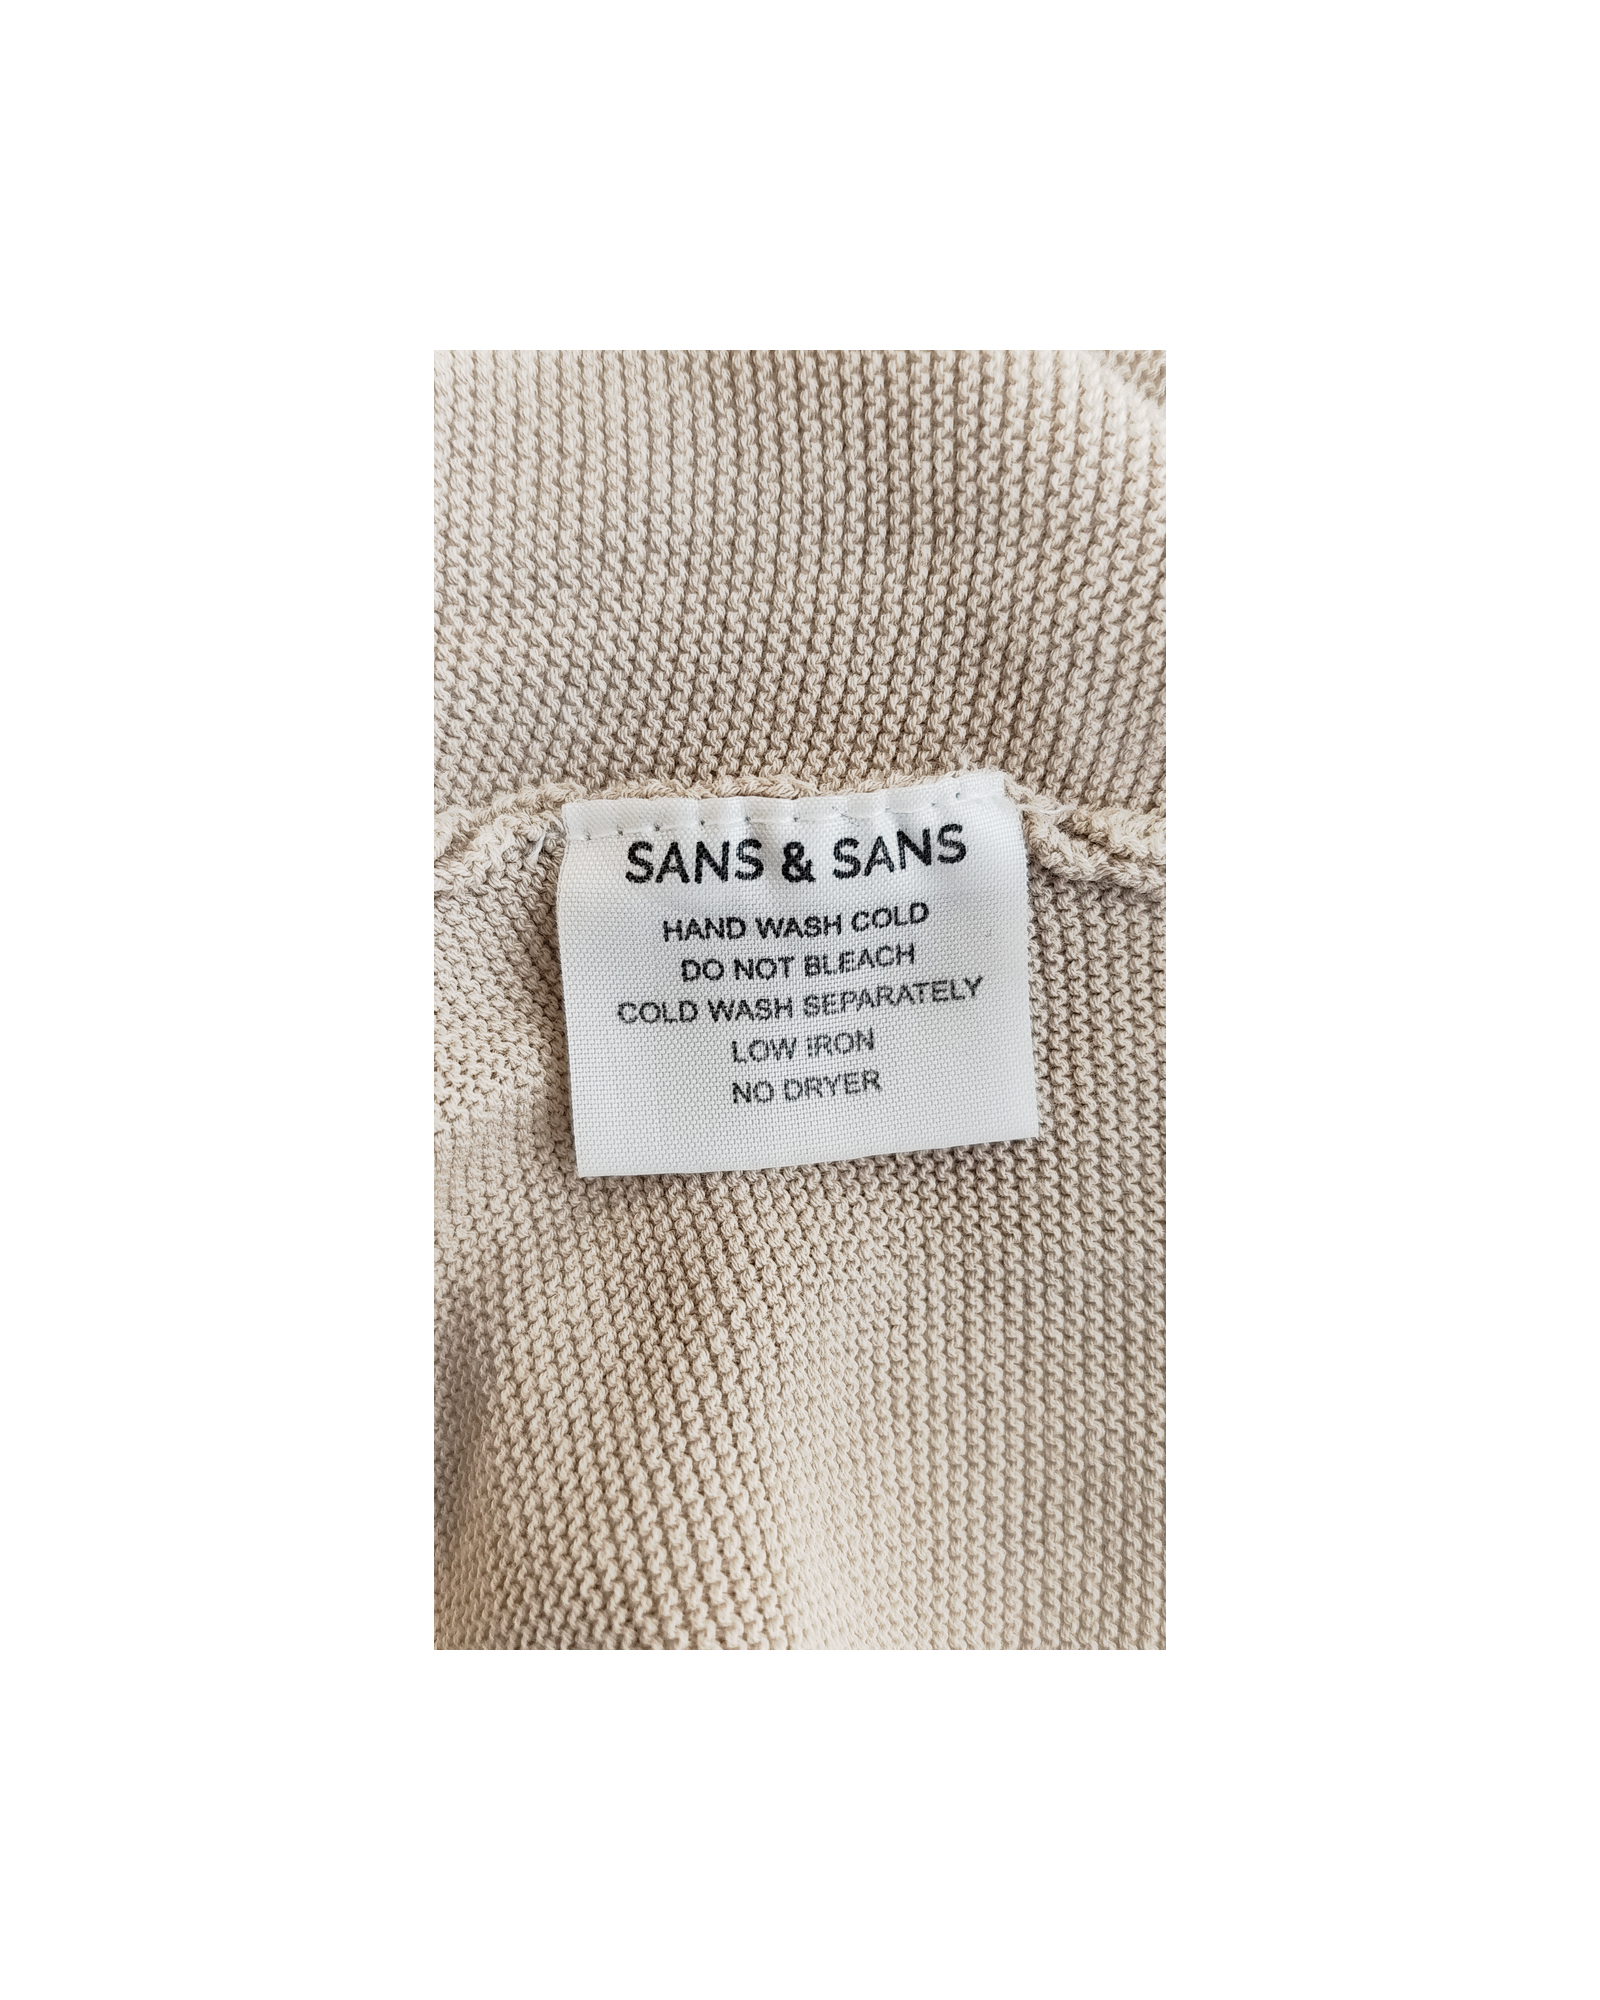 SANS & SANS
HAND WASH COLD
DO NOT BLEACH
COLD WASH SEPARATELY
LOW IRON
NO DRYER